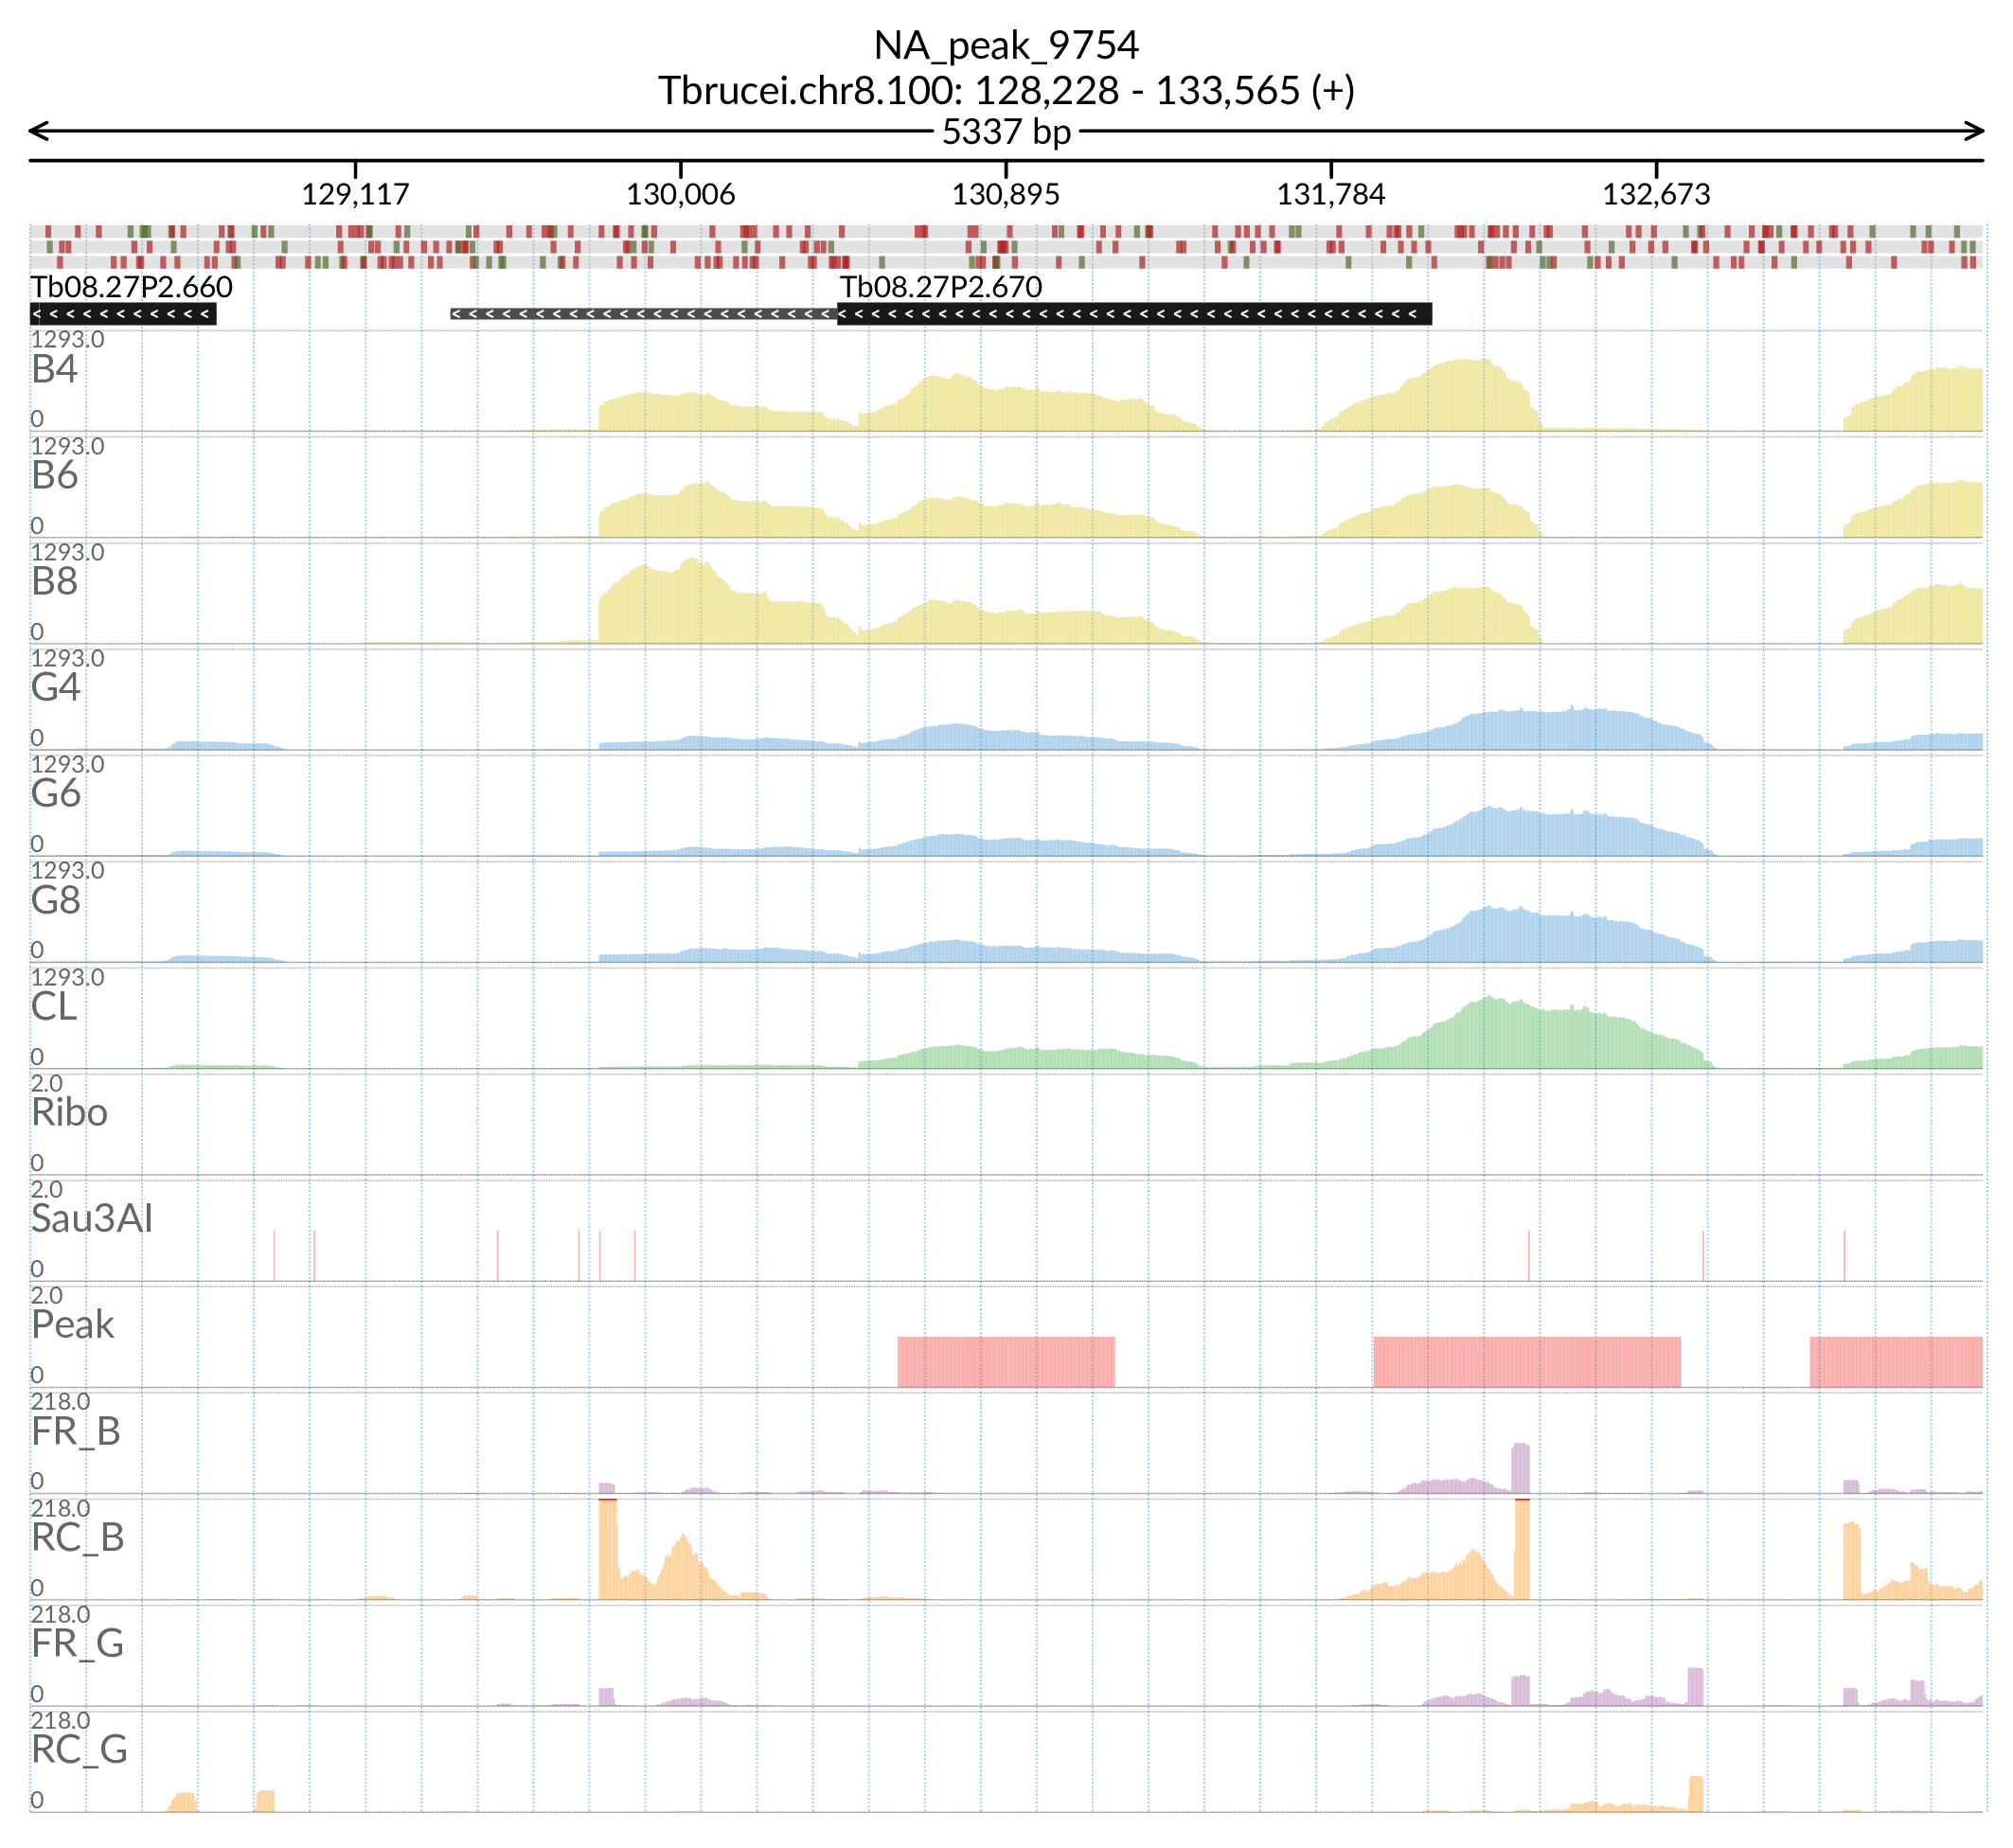 NA_peak_9754
Tbrucei.chr8.100: 128,228 - 133,565 (+)
5337 bp
129,117 130,006 130,895 131,784 132,673
Tb08.27P2.660 Tb08.27P2.670
1293.0
B4
0
1293.0
B6
0
1293.0
B8
0
1293.0
G4
0
1293.0
G6
0
1293.0
G8
0
1293.0
CL
0
2.0
Ribo
0
2.0
Sau3AI
0
2.0
Peak
0
218.0
FR_B
0
218.0
RC_B
0
218.0
FR_G
0
218.0
RC_G
0